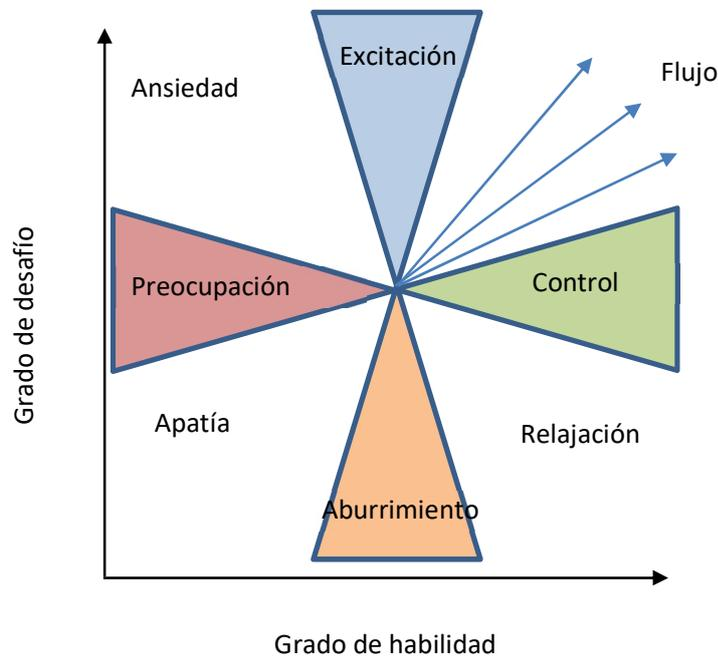 Excitación
Flujo
Ansiedad
Preocupación
Control
Apatía
Relajación
Aburrimiento
Grado de desafío
Grado de habilidad